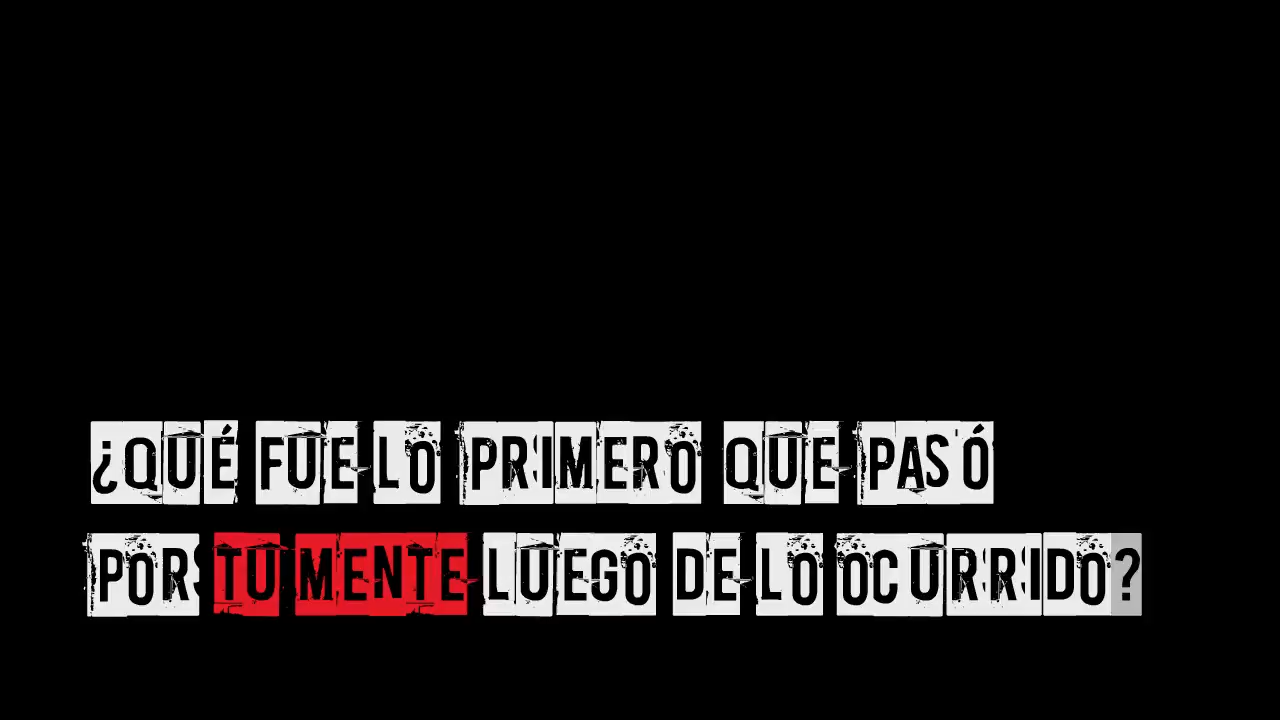 ¿QUÉ FUE LO PRIMERO QUE PASÓ
POR TU MENTE LUEGO DE LO OCURRIDO?